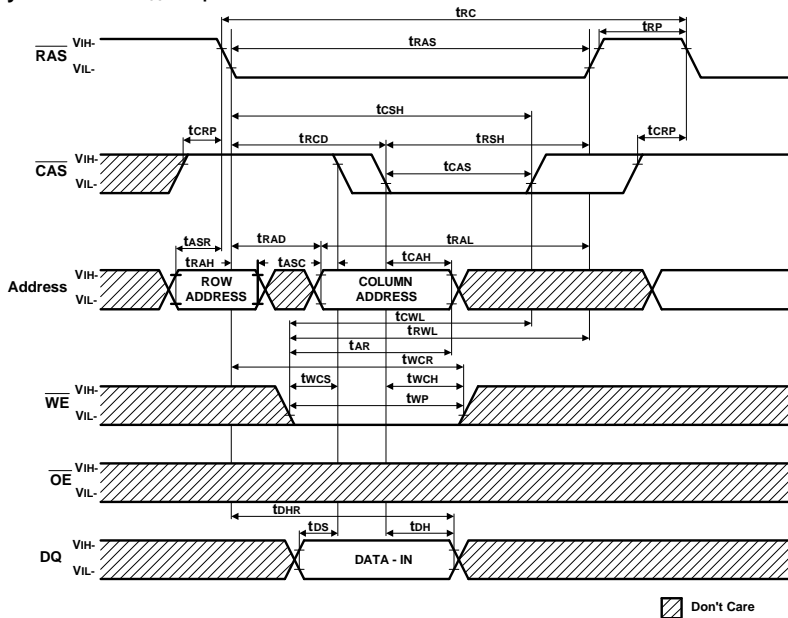 tRC
tRP
VIH-
RAS
tRAS
VIL-
tCSH
tCRP
tRCD
tRSH
tCRP
VIH-
CAS
tCAS
VIL-
tASR
tRAD
tRAL
tRAH
tASC
tCAH
VIH-
Address
ROW ADDRESS
COLUMN ADDRESS
VIL-
tCWL
tRWL
tAR
tWCR
tWCS
tWCH
VIH-
WE
tWP
VIL-
VIH-
OE
VIL-
tDHR
tDS
tDH
VIH-
DQ
DATA - IN
VIL-
Don't Care